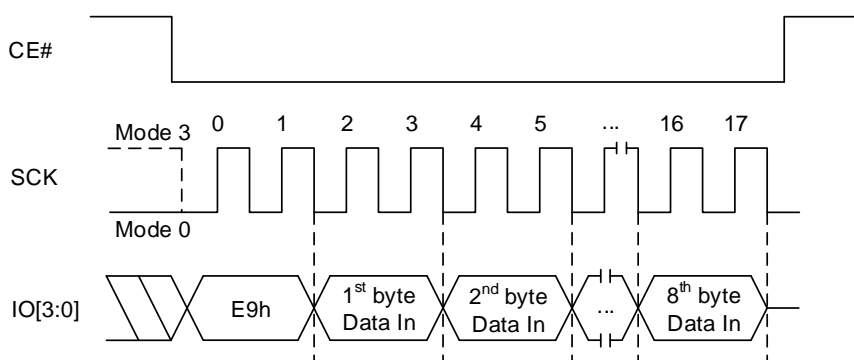 CE#
Mode 3
0 1 2 3 4 5 ... 16 17
SCK
Mode 0
IO[3:0]
E9h
1st byte
Data In
2nd byte
Data In
...
8th byte
Data In